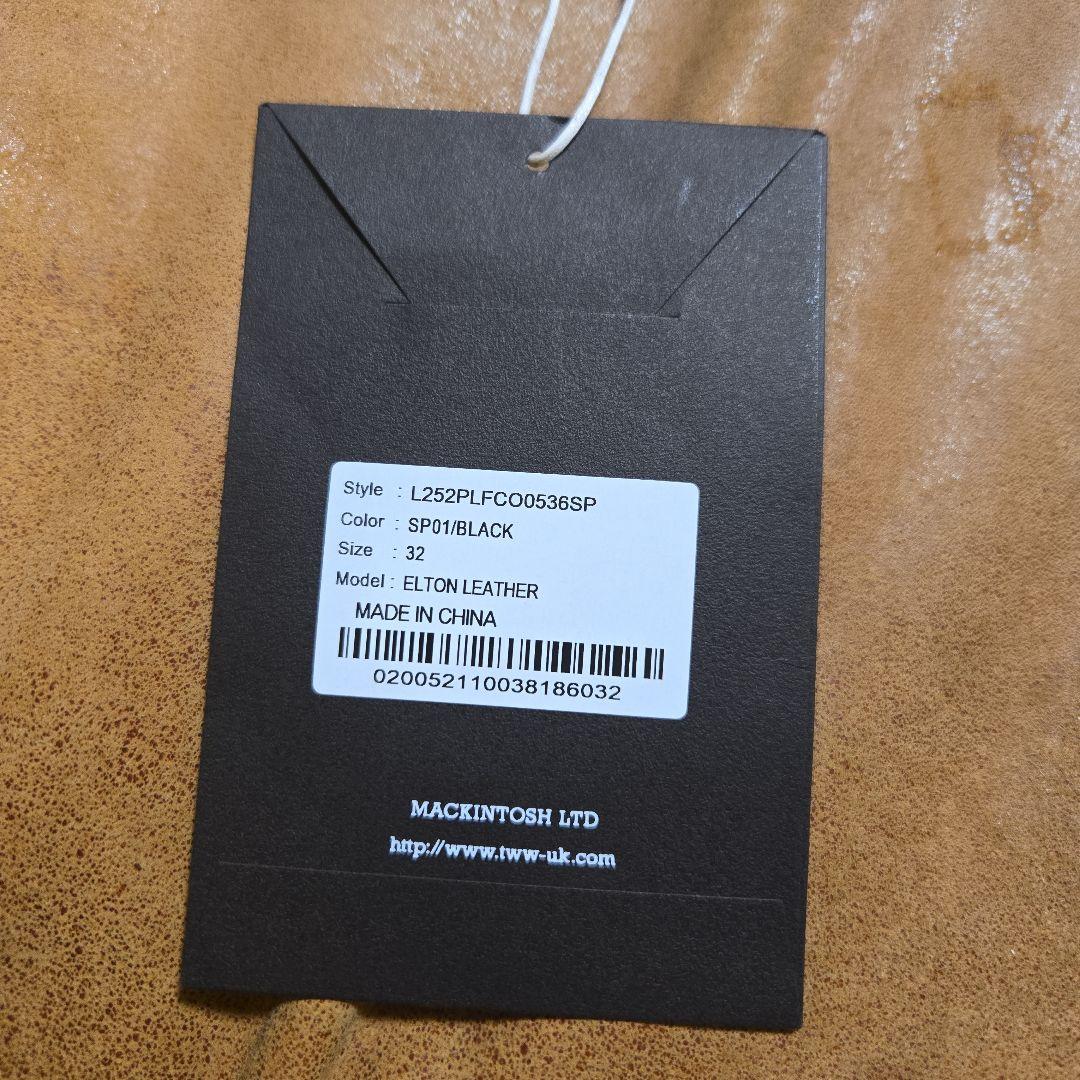 Style : L252PLFCO0536SP
Color : SP01/BLACK
Size : 32
Model : ELTON LEATHER
MADE IN CHINA
020052110038186032
MACKINTOSH LTD
http://www.tww-uk.com